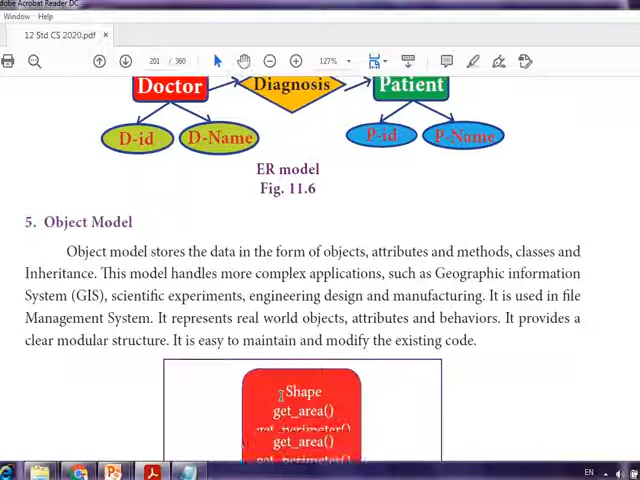 dobe Acrobat Reader DC
Window Help
12 Std CS 2020.pdf ×
201 / 360
127%
Doctor
Diagnosis
Patient
D-id
D-Name
P-id
P-Name
ER model
Fig. 11.6
5. Object Model
Object model stores the data in the form of objects, attributes and methods, classes and
Inheritance. This model handles more complex applications, such as Geographic information
System (GIS), scientific experiments, engineering design and manufacturing. It is used in file
Management System. It represents real world objects, attributes and behaviors. It provides a
clear modular structure. It is easy to maintain and modify the existing code.
Shape
get_area()
get_perimeter()
get_area()
get_perimeter()
EN